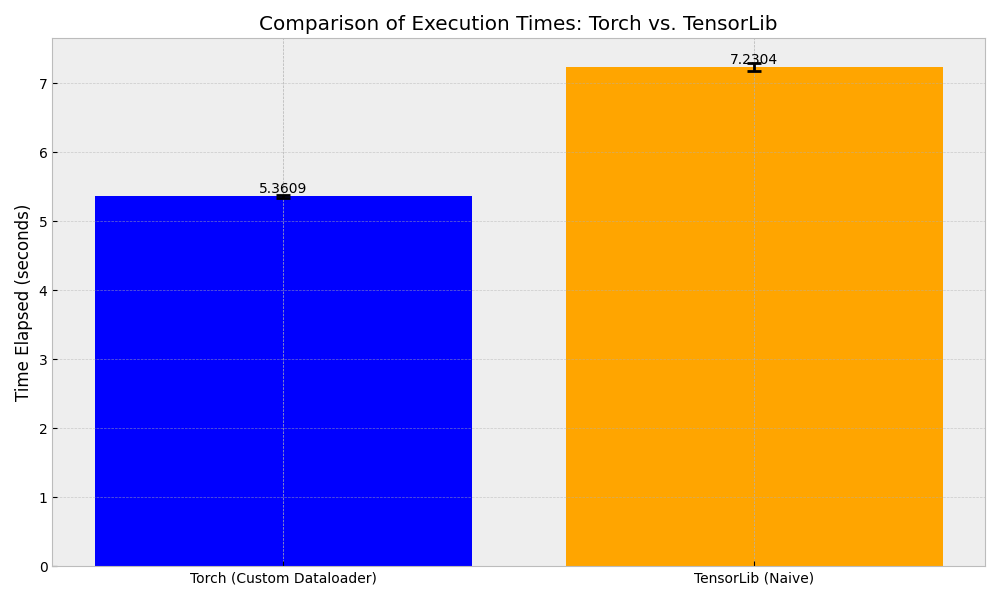 Comparison of Execution Times: Torch vs. TensorLib
Time Elapsed (seconds)
7
6
5
4
3
2
1
0
5.3609
7.2304
Torch (Custom Dataloader)
TensorLib (Naive)